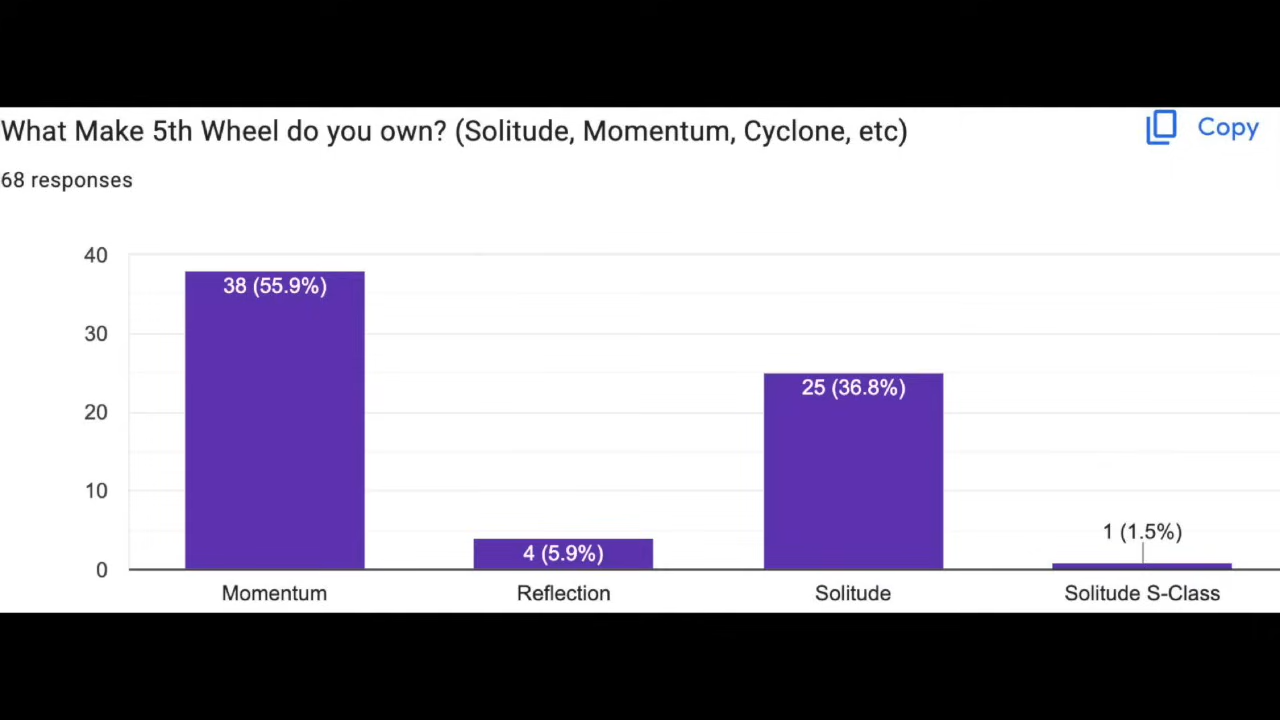 What Make 5th Wheel do you own? (Solitude, Momentum, Cyclone, etc)
Copy
68 responses
40
38 (55.9%)
30
25 (36.8%)
20
10
1 (1.5%)
4 (5.9%)
0
Momentum Reflection Solitude Solitude S-Class